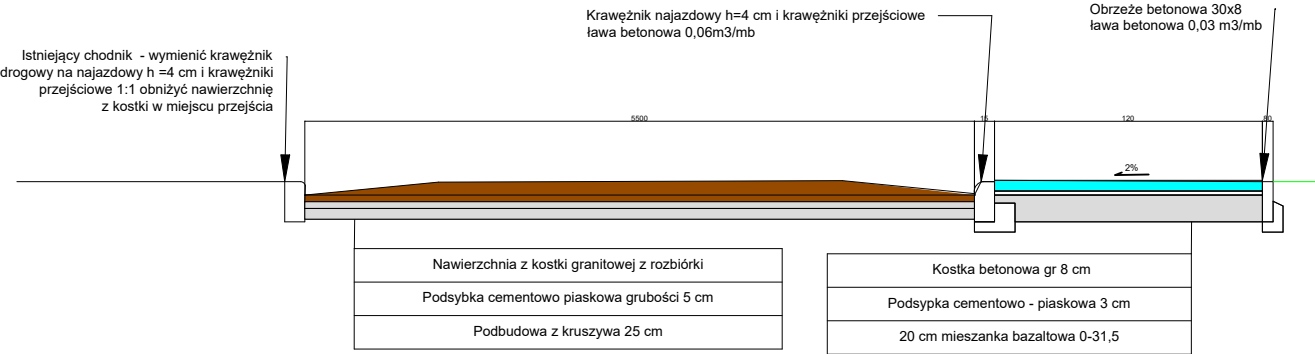 Krawężnik najazdowy h=4 cm i krawężniki przejściowe
ława betonowa 0,06m3/mb
Obrzeże betonowa 30x8
ława betonowa 0,03 m3/mb
Istniejący chodnik - wymienić krawężnik
drogowy na najazdowy h =4 cm i krawężniki
przejściowe 1:1 obniżyć nawierzchnię
z kostki w miejscu przejścia
5500
15
120
80
2%
Nawierzchnia z kostki granitowej z rozbiórki
Podsybka cementowo piaskowa grubości 5 cm
Podbudowa z kruszywa 25 cm
Kostka betonowa gr 8 cm
Podsypka cementowo - piaskowa 3 cm
20 cm mieszanka bazaltowa 0-31,5